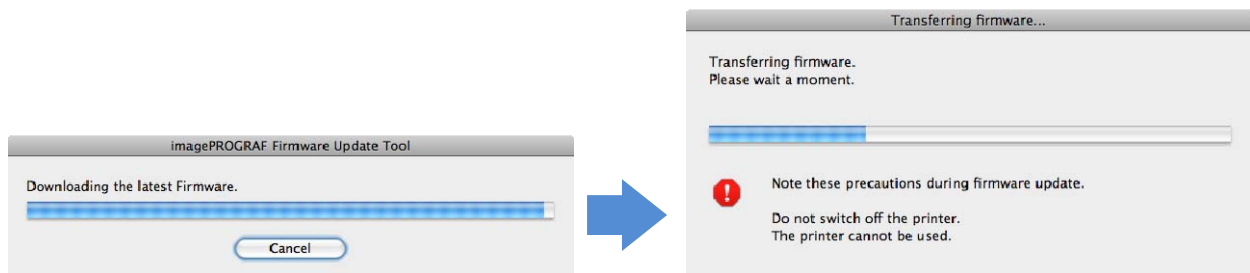 imagePROGRAF Firmware Update Tool
Downloading the latest Firmware.
Cancel
Transferring firmware...
Transferring firmware.
Please wait a moment.
Note these precautions during firmware update.
Do not switch off the printer.
The printer cannot be used.